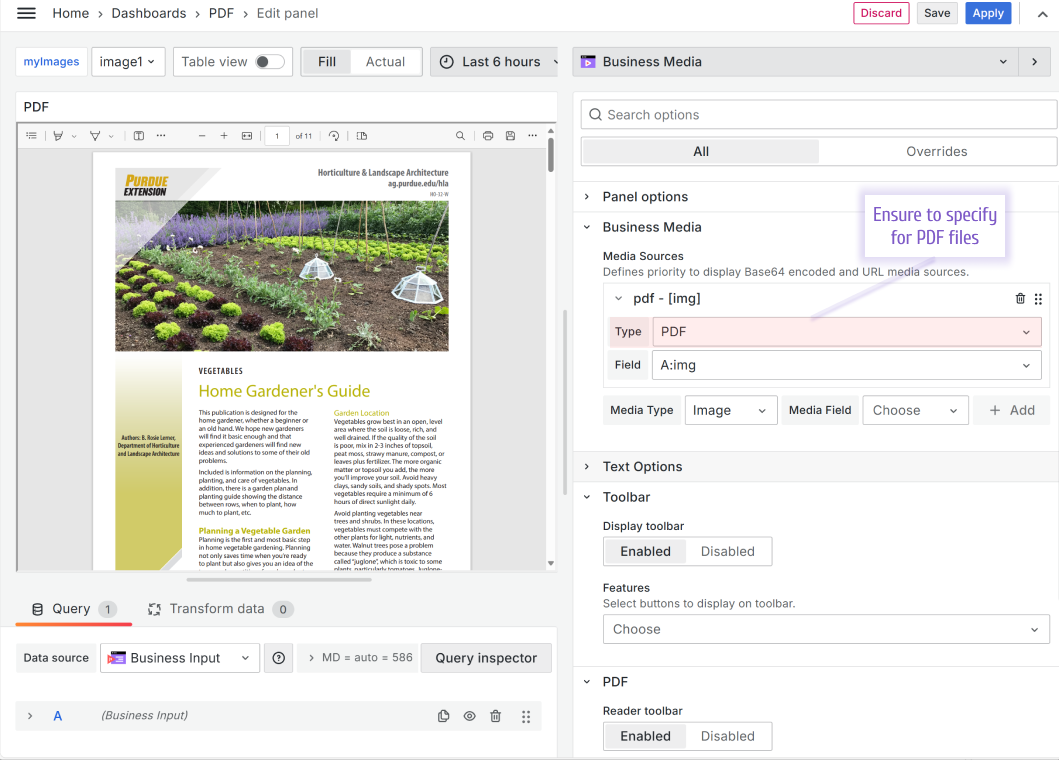 Home › Dashboards › PDF › Edit panel
Discard
Save
Apply
myImages
image1
Table view
Fill
Actual
Last 6 hours
Business Media
PDF
1
of 11
PURDUE
EXTENSION
Horticulture & Landscape Architecture
ag.purdue.edu/hla
HO-32-W
VEGETABLES
Home Gardener's Guide
Authors: B. Rosie Lerner,
Department of Horticulture
and Landscape Architecture
This publication is designed for the
home gardener, whether a beginner or
an old hand. We hope new gardeners
will find it basic enough and that
experienced gardeners will find new
ideas and solutions to some of their old
problems.
Included is information on the planning,
planting, and care of vegetables. In
addition, there is a garden plan and
planting guide showing the distance
between rows, when to plant, how
much to plant, etc.
Planning a Vegetable Garden
Planning is the first and most basic step
in home vegetable gardening. Planning
not only saves time when you're ready
to plant but also gives you an idea of the
Garden Location
Vegetables grow best in an open, level
area where the soil is loose, rich, and
well drained. If the quality of the soil
is poor, mix in 2-3 inches of topsoil,
peat moss, strawy manure, compost, or
leaves plus fertilizer. The more organic
matter or topsoil you add, the more
you'll improve your soil. Avoid heavy
clays, sandy soils, and shady spots. Most
vegetables require a minimum of 6
hours of direct sunlight daily.
Avoid planting vegetables near
trees and shrubs. In these locations,
vegetables must compete with the
other plants for light, nutrients, and
water. Walnut trees pose a problem
because they produce a substance
called "juglone", which is toxic to some
plants, particularly tomatoes. Juglone-
Query 1
Transform data 0
Data source
Business Input
MD = auto = 586
Query inspector
A
(Business Input)
Search options
All
Overrides
Panel options
Business Media
Ensure to specify
for PDF files
Media Sources
Defines priority to display Base64 encoded and URL media sources.
pdf - [img]
Type
PDF
Field
A:img
Media Type
Image
Media Field
Choose
+ Add
Text Options
Toolbar
Display toolbar
Enabled
Disabled
Features
Select buttons to display on toolbar.
Choose
PDF
Reader toolbar
Enabled
Disabled